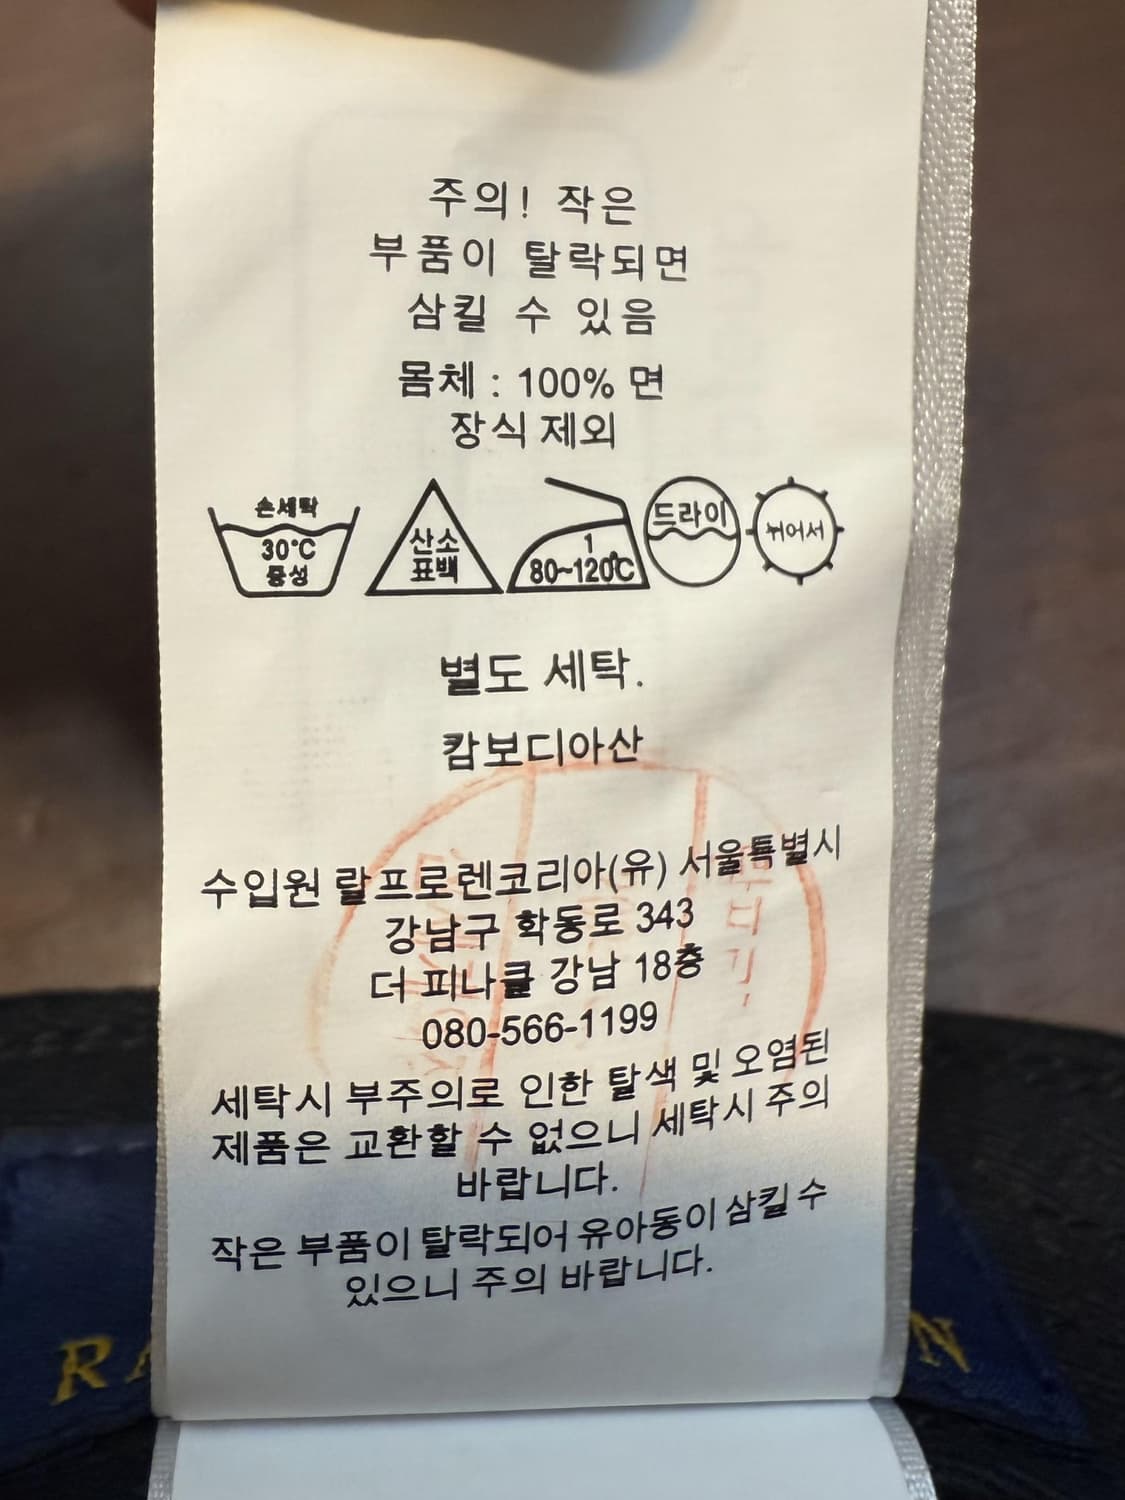 주의! 작은
부품이 탈락되면
삼킬 수 있음
몸체 : 100% 면
장식 제외
손세탁
30°C
중성
산소
표백
1
80~120℃
드라이
뉘어서
별도 세탁.
캄보디아산
수입원 랄프로렌코리아(유) 서울특별시
강남구 학동로 343
더 피나클 강남 18층
080-566-1199
세탁시 부주의로 인한 탈색 및 오염된
제품은 교환할 수 없으니 세탁시 주의
바랍니다.
작은 부품이 탈락되어 유아동이 삼킬 수
있으니 주의 바랍니다.